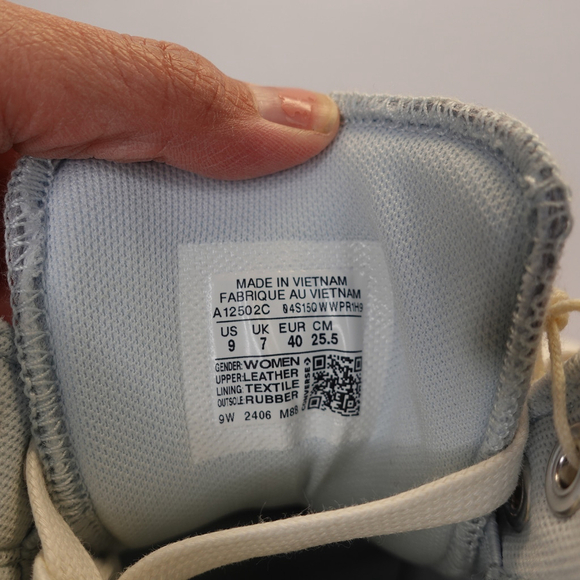 MADE IN VIETNAM
FABRIQUE AU VIETNAM
A12502C
US UK EUR CM
9 7 40 25.5
GENDER: WOMEN
UPPER: LEATHER
LINING: TEXTILE
OUTSOLE: RUBBER
CONVERSE
9W 2406